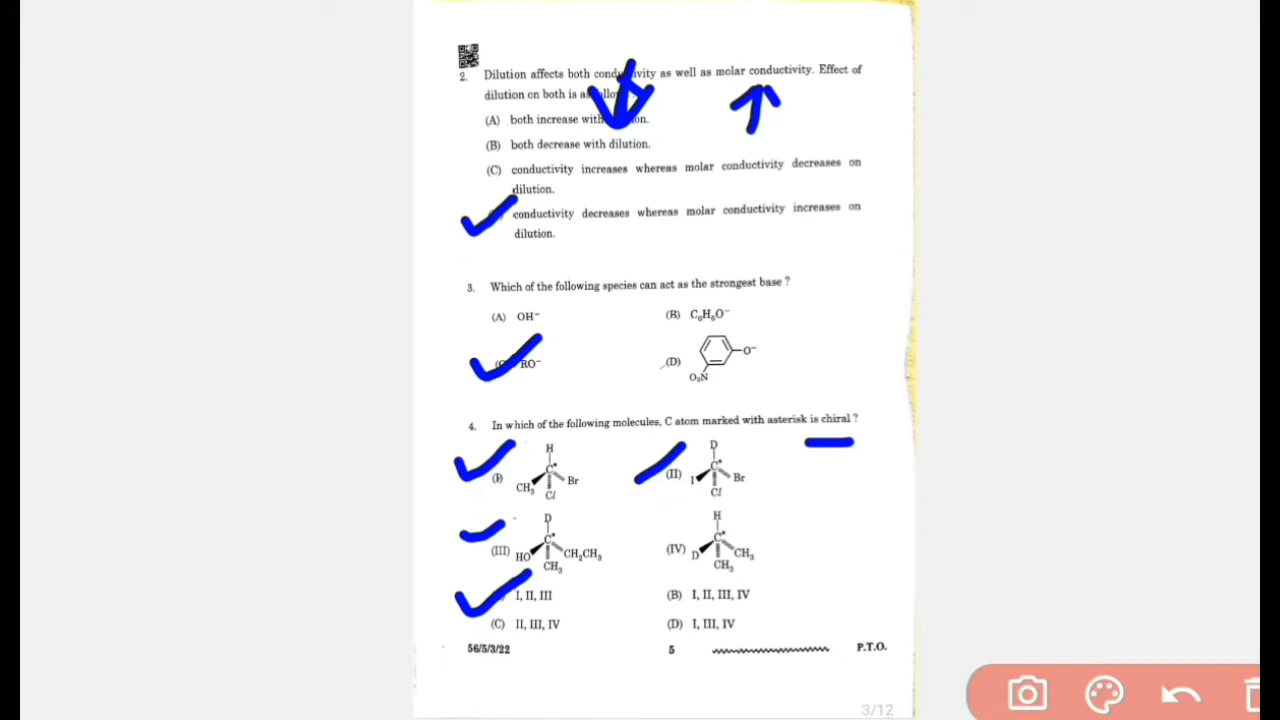 2. Dilution affects both conductivity as well as molar conductivity. Effect of
dilution on both is as follows
(A) both increase with dilution.
(B) both decrease with dilution.
(C) conductivity increases whereas molar conductivity decreases on
dilution.
conductivity decreases whereas molar conductivity increases on
dilution.
3. Which of the following species can act as the strongest base ?
(A) OH⁻ (B) C₆H₅O⁻
RO⁻ (D) O⁻
O₂N
4. In which of the following molecules, C atom marked with asterisk is chiral ?
H D
(I) C* Br (II) I C* Br
CH₃ Cl Cl
D H
(III) HO C* CH₂CH₃ (IV) D C* CH₃
CH₃ CH₃
I, II, III (B) I, II, III, IV
(C) II, III, IV (D) I, III, IV
56/5/3/22 5 P.T.O.
3/12